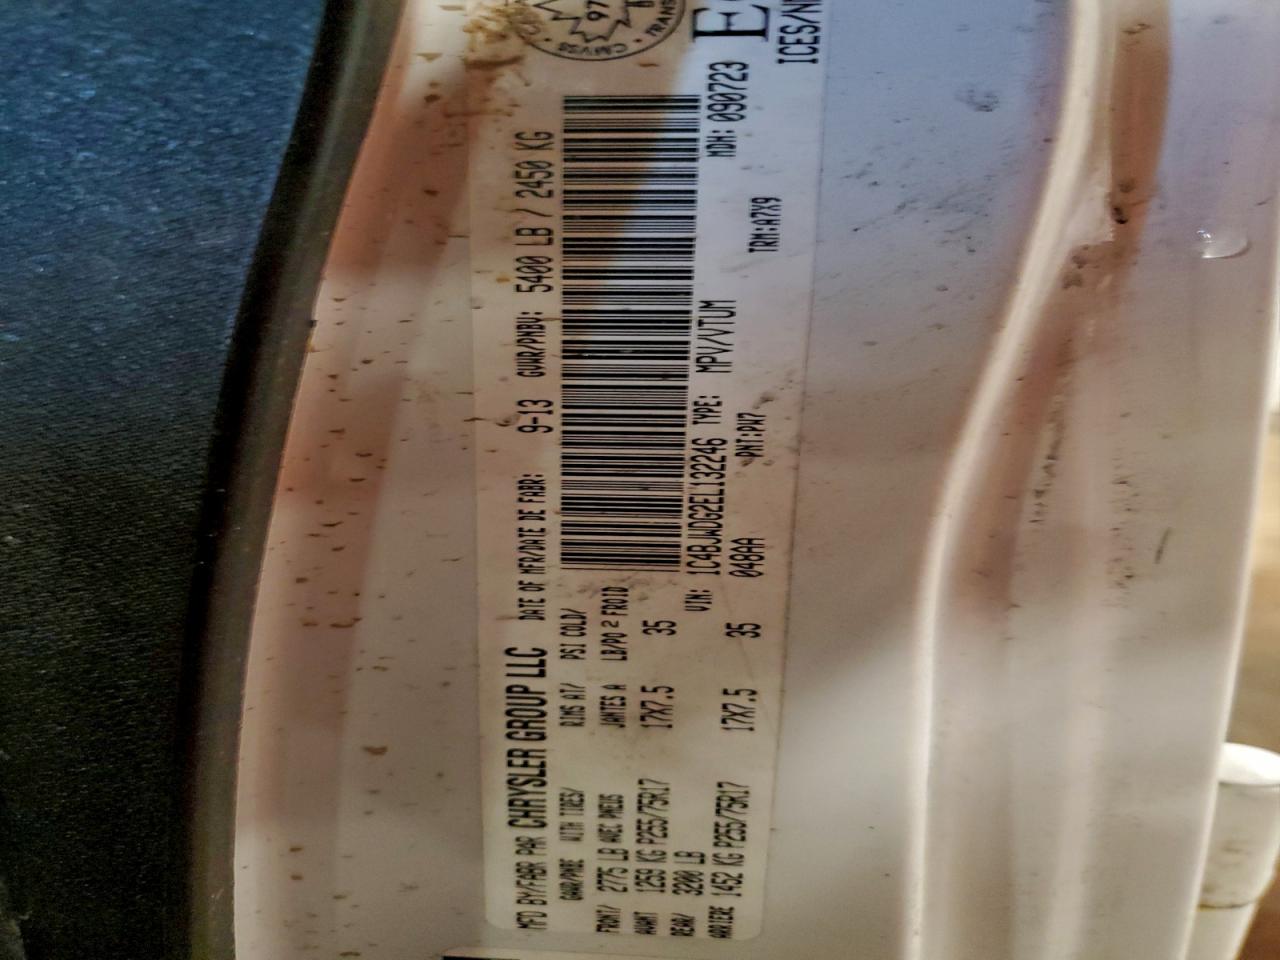 MFD BY/FABR PAR CHRYSLER GROUP LLC DATE OF MFR/DATE DE FABR: 9-13 GVWR/PNBV: 5400 LB / 2450 KG
GAWR/PNBE WITH TIRES/ RIMS AT/ PSI COLD/
FRONT/ 2775 LB AVEC PNEUS JANTES A LB/PO 2 FROID
AVANT 1259 KG P255/75R17 17X7.5 35
REAR/ 3200 LB
ARRIERE 1452 KG P255/75R17 17X7.5 35
VIN: 1C4BJWDG2EL132246 TYPE: MPV/VTUM MDH: 090723
048AA PNT:PW7 TRM:A7X9
CMVSS
97
ICES/